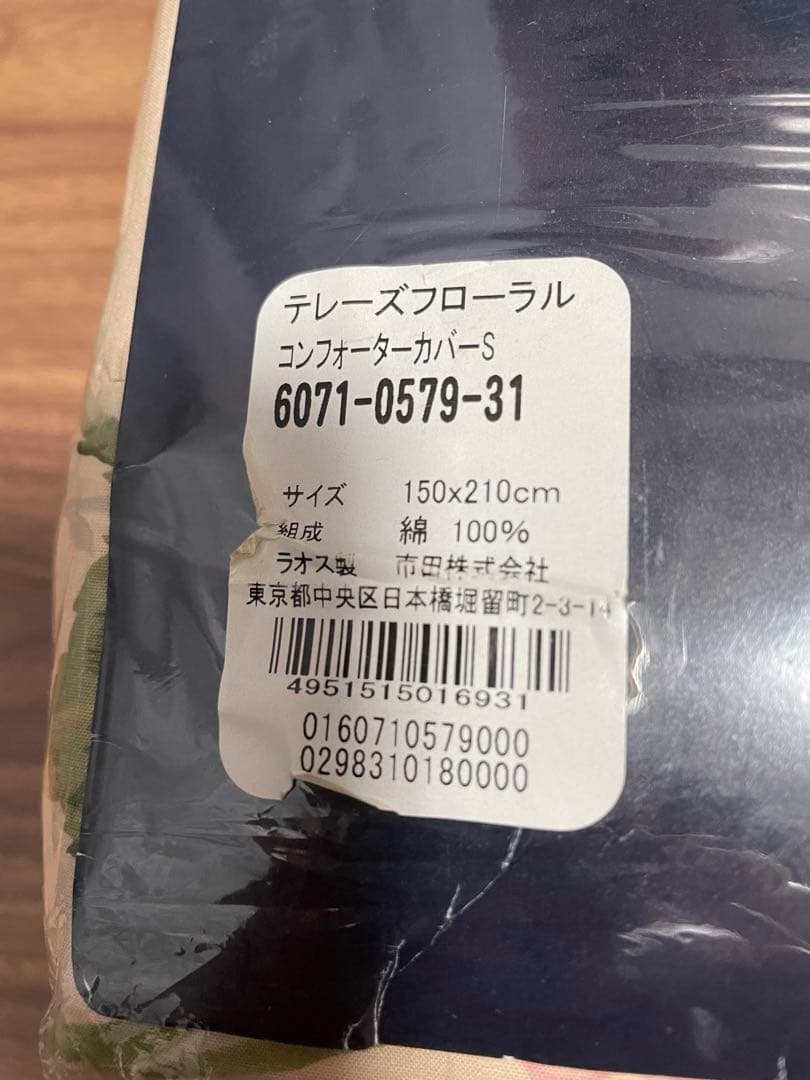 テレーズフローラル
コンフォーターカバーS
6071-0579-31
サイズ 150x210cm
組成 綿 100%
ラオス製 市田株式会社
東京都中央区日本橋堀留町2-3-14
4951515016931
0160710579000
0298310180000